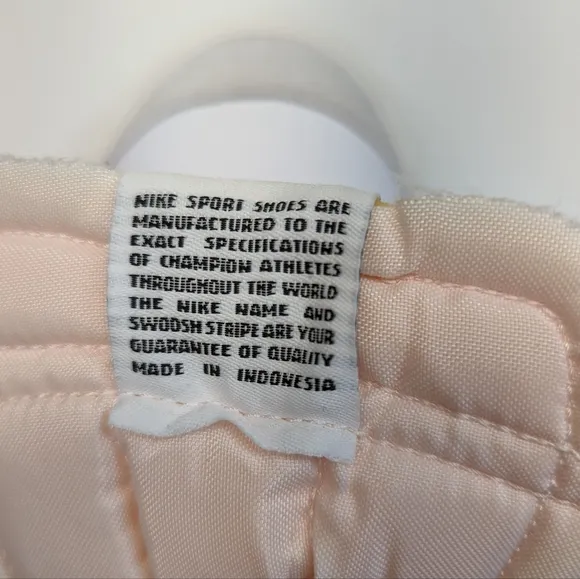 NIKE SPORT SHOES ARE
MANUFACTURED TO THE
EXACT SPECIFICATIONS
OF CHAMPION ATHLETES
THROUGHOUT THE WORLD
THE NIKE NAME AND
SWOOSH STRIPE ARE YOUR
GUARANTEE OF QUALITY
MADE IN INDONESIA